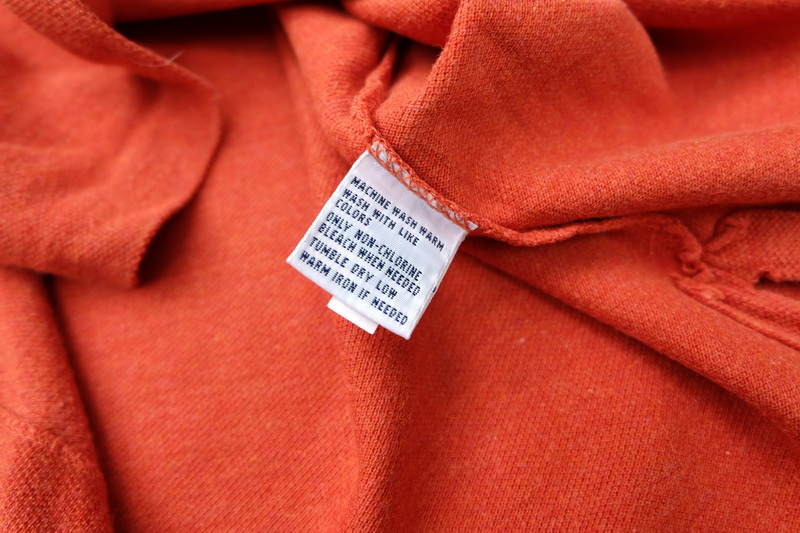 MACHINE WASH WARM
WASH WITH LIKE
COLORS
ONLY NON-CHLORINE
BLEACH WHEN NEEDED
TUMBLE DRY LOW
WARM IRON IF NEEDED